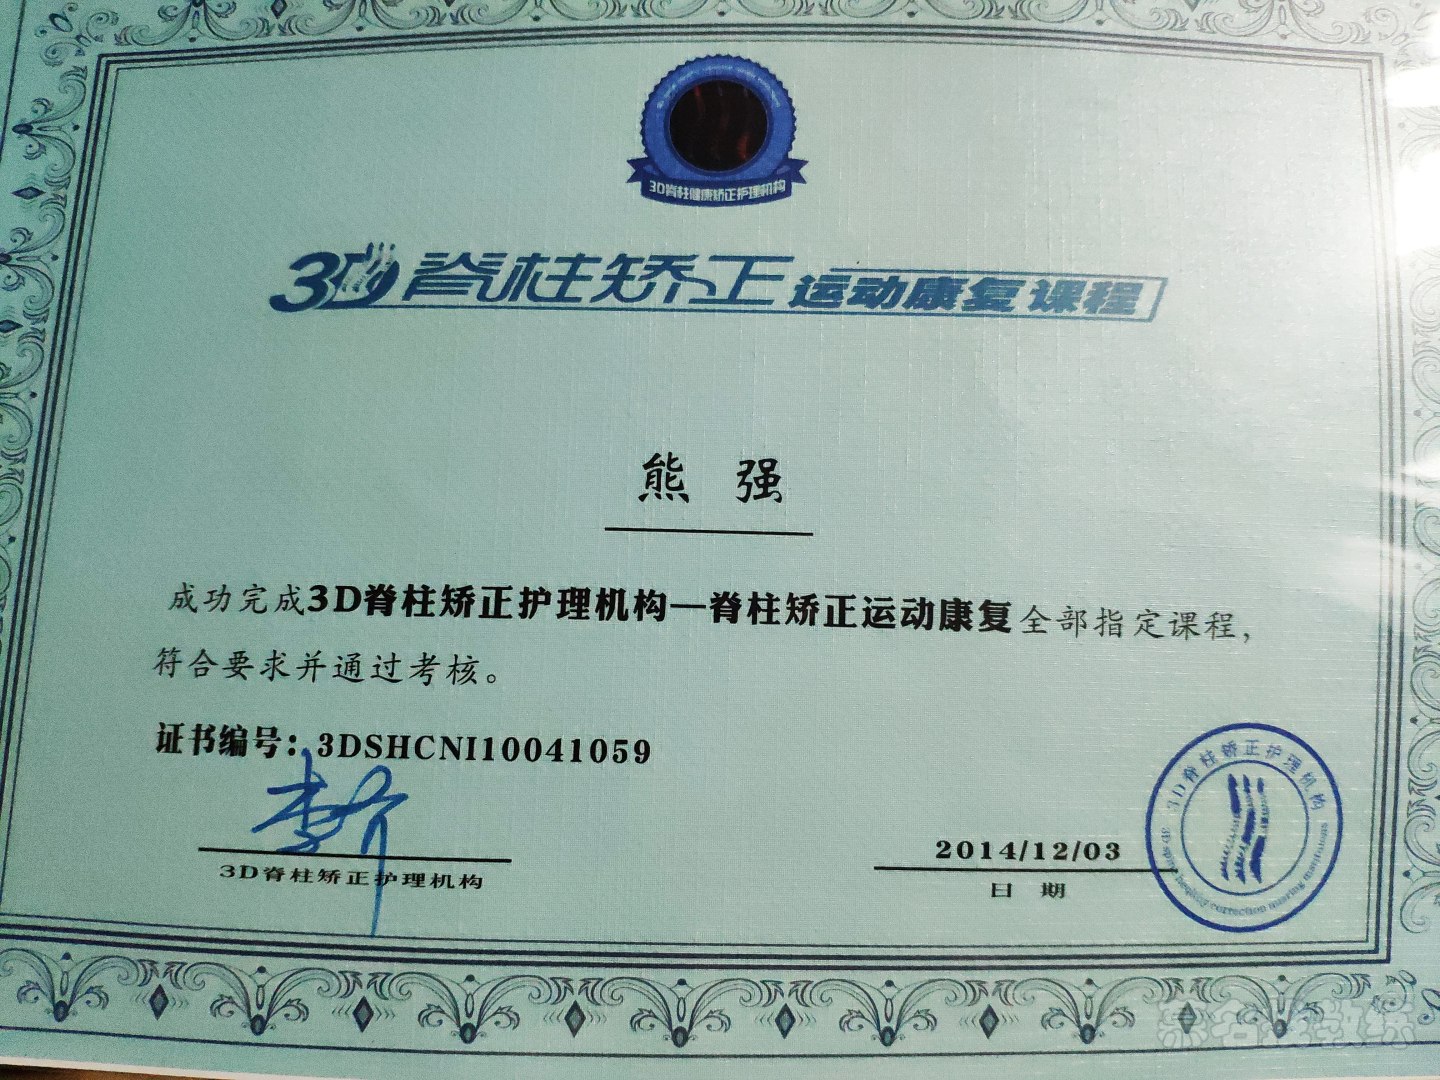 3D脊柱健康矫正护理机构
3D脊柱矫正运动康复课程
熊 强
成功完成3D脊柱矫正护理机构—脊柱矫正运动康复全部指定课程，
符合要求并通过考核。
证书编号：3DSHCNI10041059
3D脊柱矫正护理机构
2014/12/03
日 期
3D脊柱矫正护理机构
correction